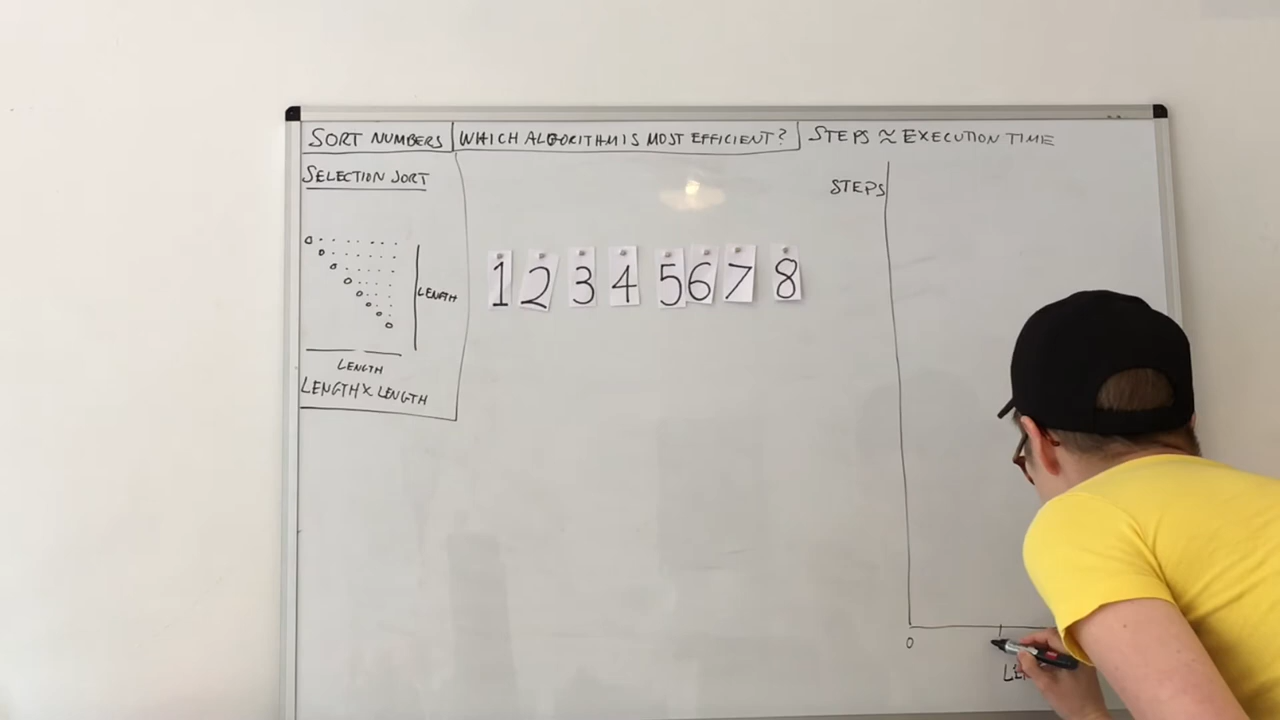 SORT NUMBERS WHICH ALGORITHM IS MOST EFFICIENT? STEPS ≈ EXECUTION TIME
SELECTION SORT
STEPS
1 2 3 4 5 6 7 8
LENGTH
LENGTH
LENGTH X LENGTH
0